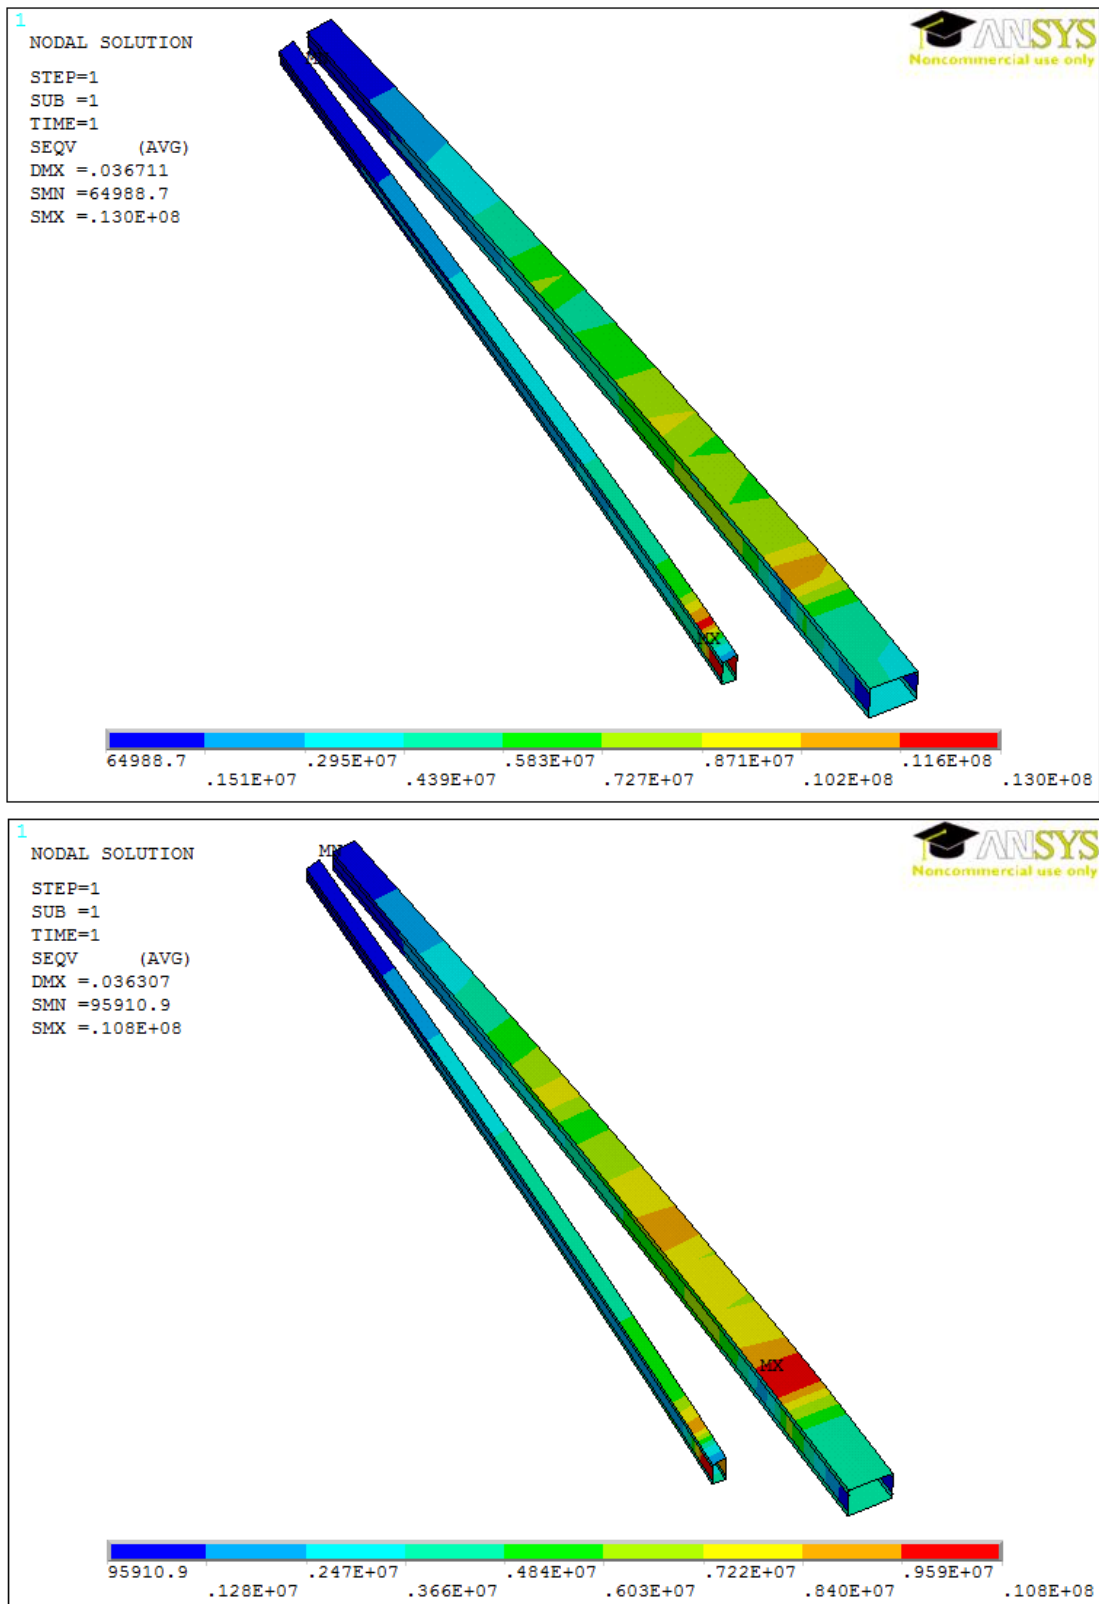 1
NODAL SOLUTION
STEP=1
SUB =1
TIME=1
SEQV (AVG)
DMX =.036711
SMN =64988.7
SMX =.130E+08
ANSYS
Noncommercial use only
MN
MX
64988.7 .295E+07 .583E+07 .871E+07 .116E+08
.151E+07 .439E+07 .727E+07 .102E+08 .130E+08
1
NODAL SOLUTION
STEP=1
SUB =1
TIME=1
SEQV (AVG)
DMX =.036307
SMN =95910.9
SMX =.108E+08
ANSYS
Noncommercial use only
MN
MX
95910.9 .247E+07 .484E+07 .722E+07 .959E+07
.128E+07 .366E+07 .603E+07 .840E+07 .108E+08